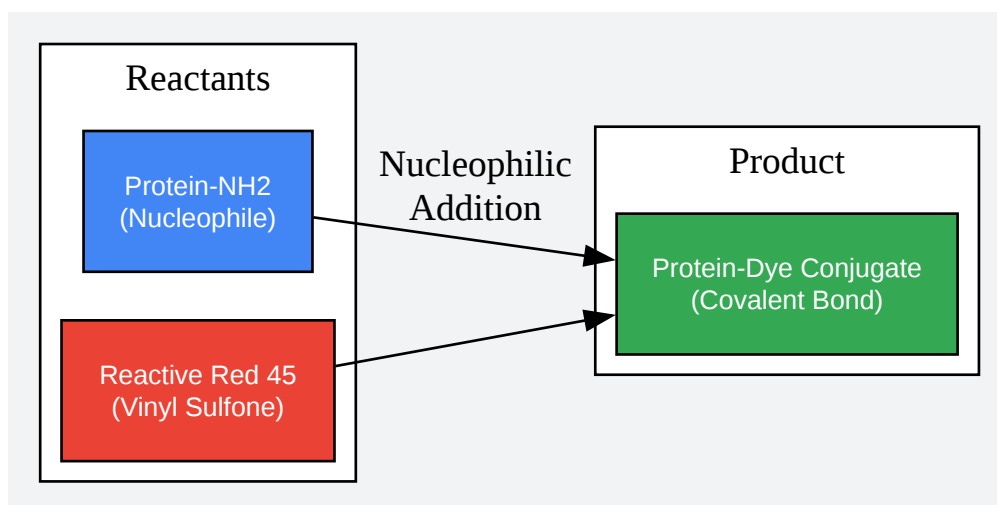 Reactants
Protein-NH2
(Nucleophile)
Reactive Red 45
(Vinyl Sulfone)
Nucleophilic
Addition
Product
Protein-Dye Conjugate
(Covalent Bond)